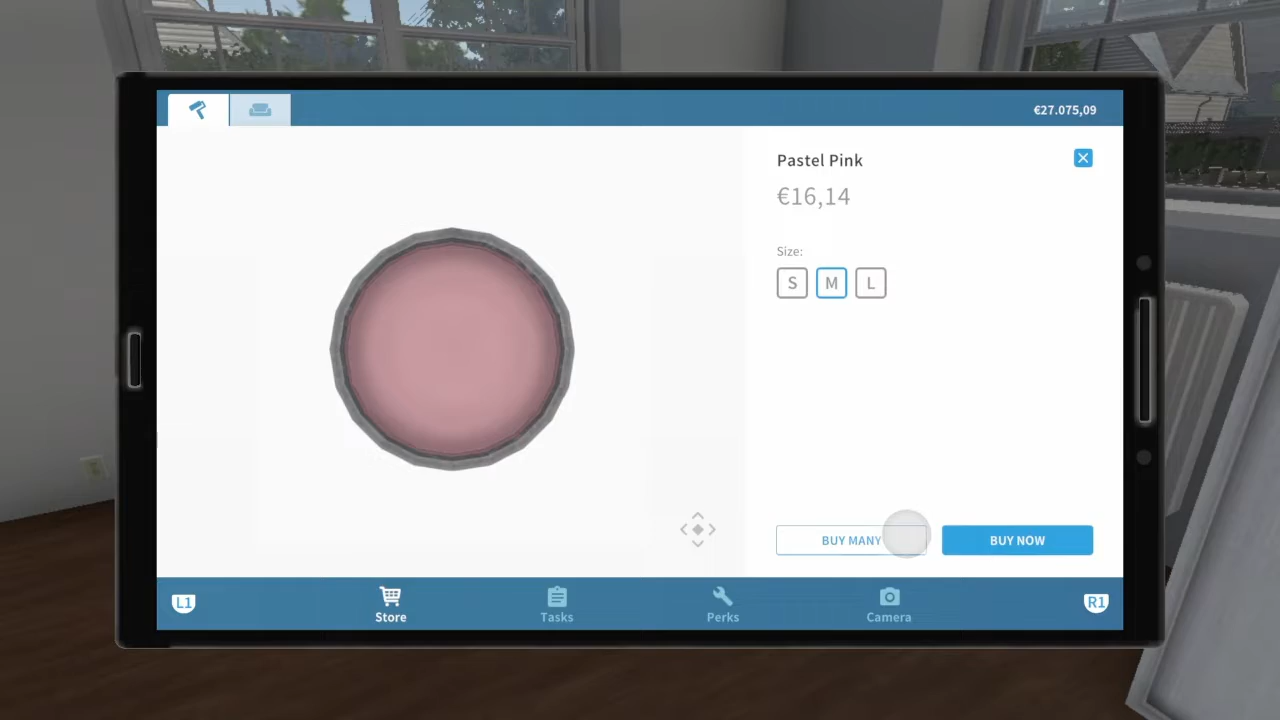 €27.075,09
Pastel Pink
€16,14
Size:
S M L
BUY MANY
BUY NOW
L1
Store
Tasks
Perks
Camera
R1